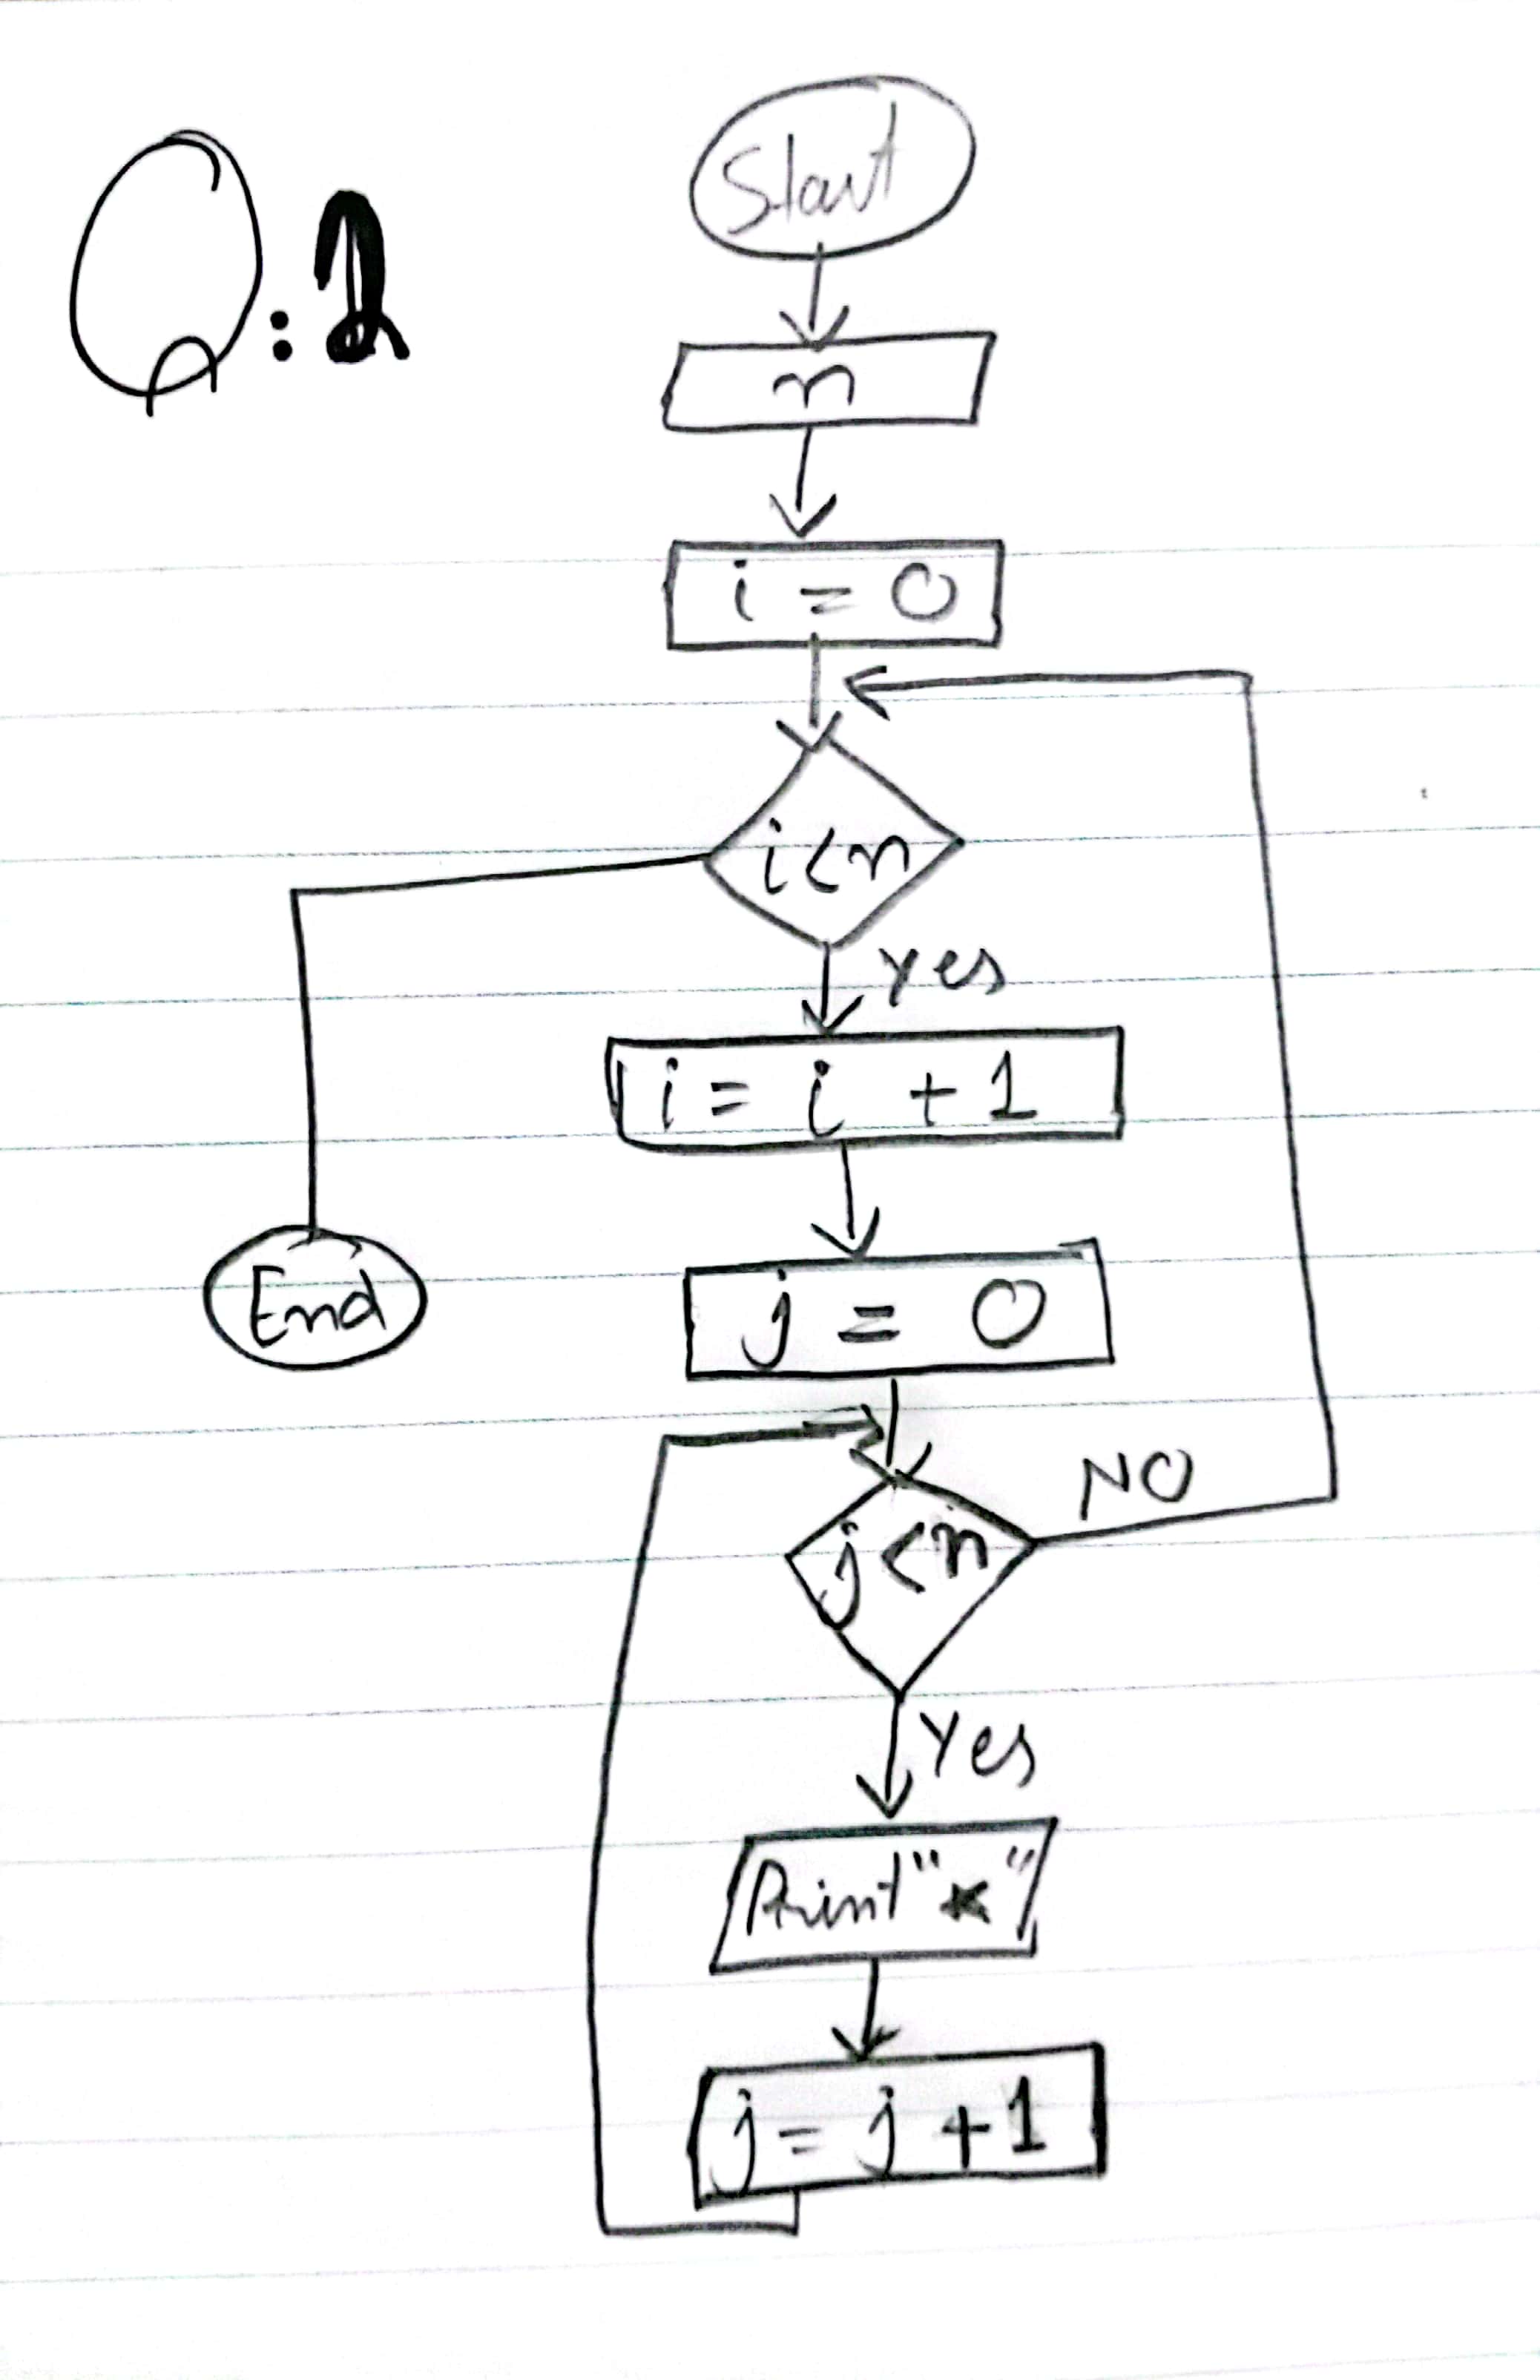 Start
Q:2
n
i = 0
i<n
yes
i = i + 1
End
j = 0
NO
j<n
Yes
Print "*"
j = j + 1